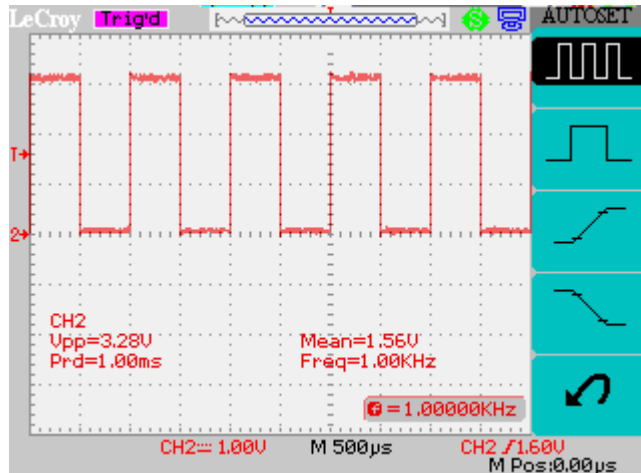 LeCroy Trig'd T S AUTOSET
T
2
CH2
Vpp=3.28V Mean=1.56V
Prd=1.00ms Freq=1.00KHz
=1.00000KHz
CH2 1.00V M 500µs CH2 1.60V
M Pos:0.00µs